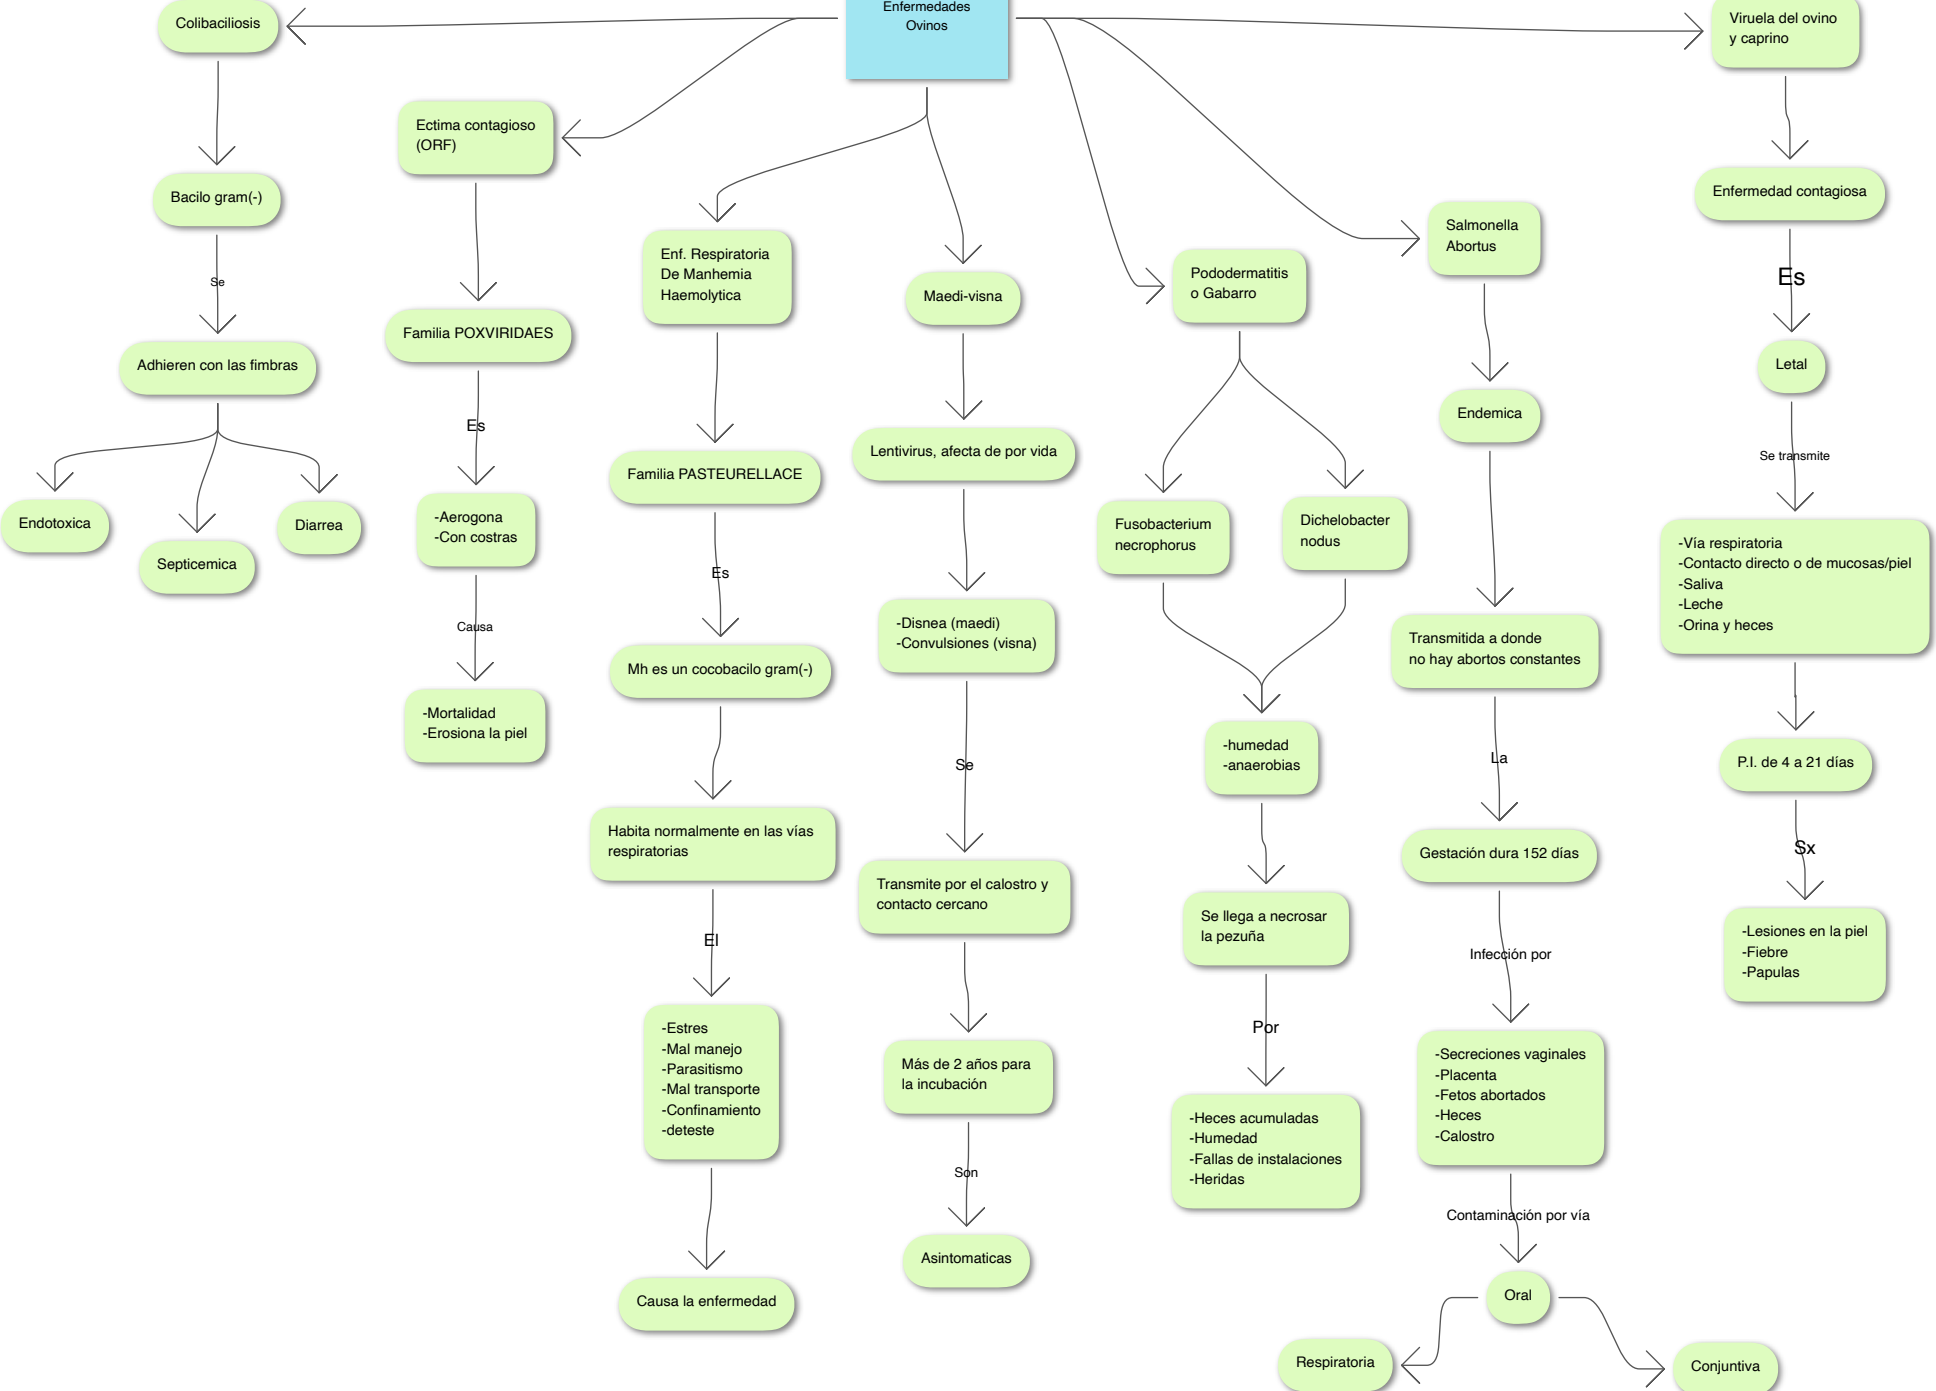 Enfermedades
Ovinos
Colibaciliosis
Bacilo gram(-)
Se
Adhieren con las fimbras
Endotoxica
Septicemica
Diarrea
Ectima contagioso
(ORF)
Familia POXVIRIDAES
Es
-Aerogona
-Con costras
Causa
-Mortalidad
-Erosiona la piel
Enf. Respiratoria
De Manhemia
Haemolytica
Familia PASTEURELLACE
Es
Mh es un cocobacilo gram(-)
Habita normalmente en las vías
respiratorias
El
-Estres
-Mal manejo
-Parasitismo
-Mal transporte
-Confinamiento
-deteste
Causa la enfermedad
Maedi-visna
Lentivirus, afecta de por vida
-Disnea (maedi)
-Convulsiones (visna)
Se
Transmite por el calostro y
contacto cercano
Más de 2 años para
la incubación
Son
Asintomaticas
Pododermatitis
o Gabarro
Fusobacterium
necrophorus
Dichelobacter
nodus
-humedad
-anaerobias
Se llega a necrosar
la pezuña
Por
-Heces acumuladas
-Humedad
-Fallas de instalaciones
-Heridas
Salmonella
Abortus
Endemica
Transmitida a donde
no hay abortos constantes
La
Gestación dura 152 días
Infección por
-Secreciones vaginales
-Placenta
-Fetos abortados
-Heces
-Calostro
Contaminación por vía
Oral
Respiratoria
Conjuntiva
Viruela del ovino
y caprino
Enfermedad contagiosa
Es
Letal
Se transmite
-Vía respiratoria
-Contacto directo o de mucosas/piel
-Saliva
-Leche
-Orina y heces
P.I. de 4 a 21 días
Sx
-Lesiones en la piel
-Fiebre
-Papulas